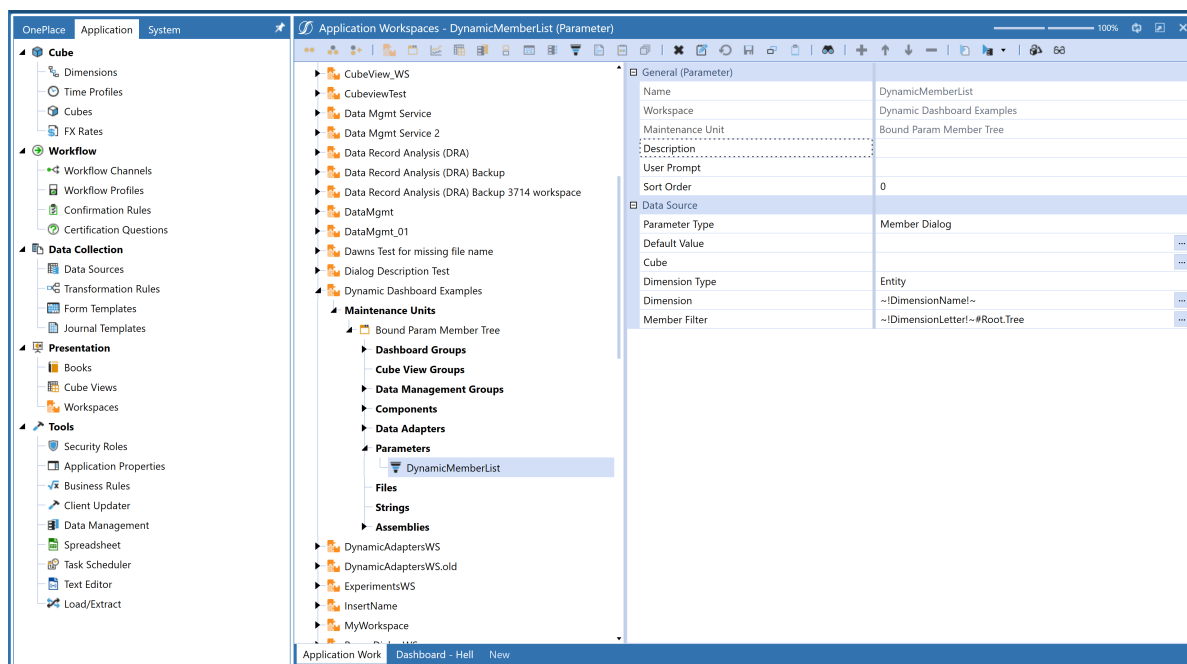 OnePlace Application System
Cube
Dimensions
Time Profiles
Cubes
FX Rates
Workflow
Workflow Channels
Workflow Profiles
Confirmation Rules
Certification Questions
Data Collection
Data Sources
Transformation Rules
Form Templates
Journal Templates
Presentation
Books
Cube Views
Workspaces
Tools
Security Roles
Application Properties
Business Rules
Client Updater
Data Management
Spreadsheet
Task Scheduler
Text Editor
Load/Extract
Application Workspaces - DynamicMemberList (Parameter)
100%
CubeView_WS
CubeviewTest
Data Mgmt Service
Data Mgmt Service 2
Data Record Analysis (DRA)
Data Record Analysis (DRA) Backup
Data Record Analysis (DRA) Backup 3714 workspace
DataMgmt
DataMgmt_01
Dawns Test for missing file name
Dialog Description Test
Dynamic Dashboard Examples
Maintenance Units
Bound Param Member Tree
Dashboard Groups
Cube View Groups
Data Management Groups
Components
Data Adapters
Parameters
DynamicMemberList
Files
Strings
Assemblies
DynamicAdaptersWS
DynamicAdaptersWS.old
ExperimentsWS
InsertName
MyWorkspace
General (Parameter)
Name DynamicMemberList
Workspace Dynamic Dashboard Examples
Maintenance Unit Bound Param Member Tree
Description
User Prompt
Sort Order 0
Data Source
Parameter Type Member Dialog
Default Value ...
Cube ...
Dimension Type Entity
Dimension ~!DimensionName!~ ...
Member Filter ~!DimensionLetter!~#Root.Tree ...
Application Work Dashboard - Hell New